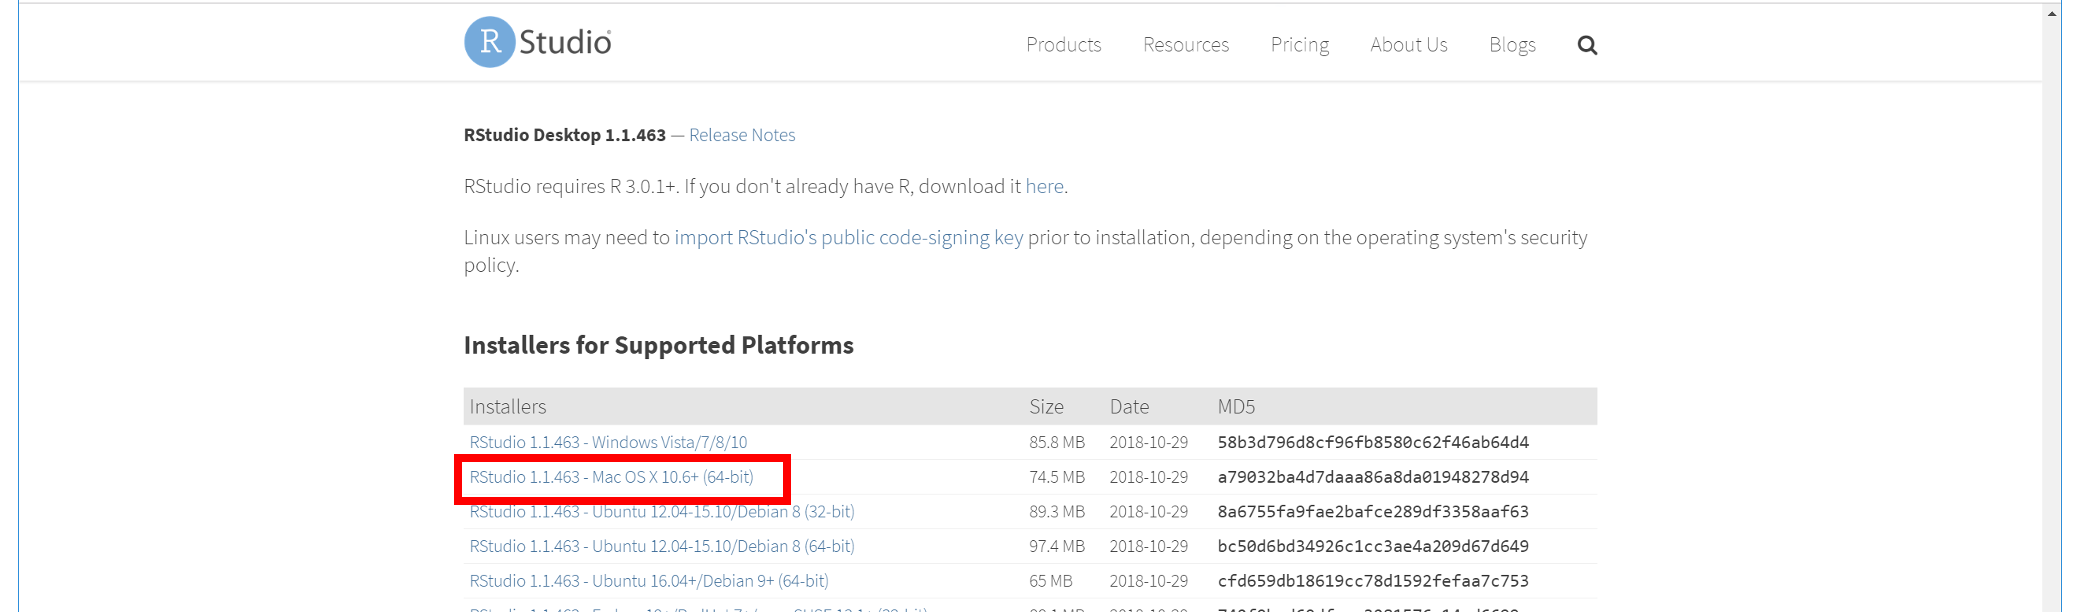 R Studio
Products Resources Pricing About Us Blogs
RStudio Desktop 1.1.463 — Release Notes
RStudio requires R 3.0.1+. If you don't already have R, download it here.
Linux users may need to import RStudio's public code-signing key prior to installation, depending on the operating system's security
policy.
Installers for Supported Platforms
Installers Size Date MD5
RStudio 1.1.463 - Windows Vista/7/8/10 85.8 MB 2018-10-29 58b3d796d8cf96fb8580c62f46ab64d4
RStudio 1.1.463 - Mac OS X 10.6+ (64-bit) 74.5 MB 2018-10-29 a79032ba4d7daaa86a8da01948278d94
RStudio 1.1.463 - Ubuntu 12.04-15.10/Debian 8 (32-bit) 89.3 MB 2018-10-29 8a6755fa9fae2bafce289df3358aaf63
RStudio 1.1.463 - Ubuntu 12.04-15.10/Debian 8 (64-bit) 97.4 MB 2018-10-29 bc50d6bd34926c1cc3ae4a209d67d649
RStudio 1.1.463 - Ubuntu 16.04+/Debian 9+ (64-bit) 65 MB 2018-10-29 cfd659db18619cc78d1592fefaa7c753